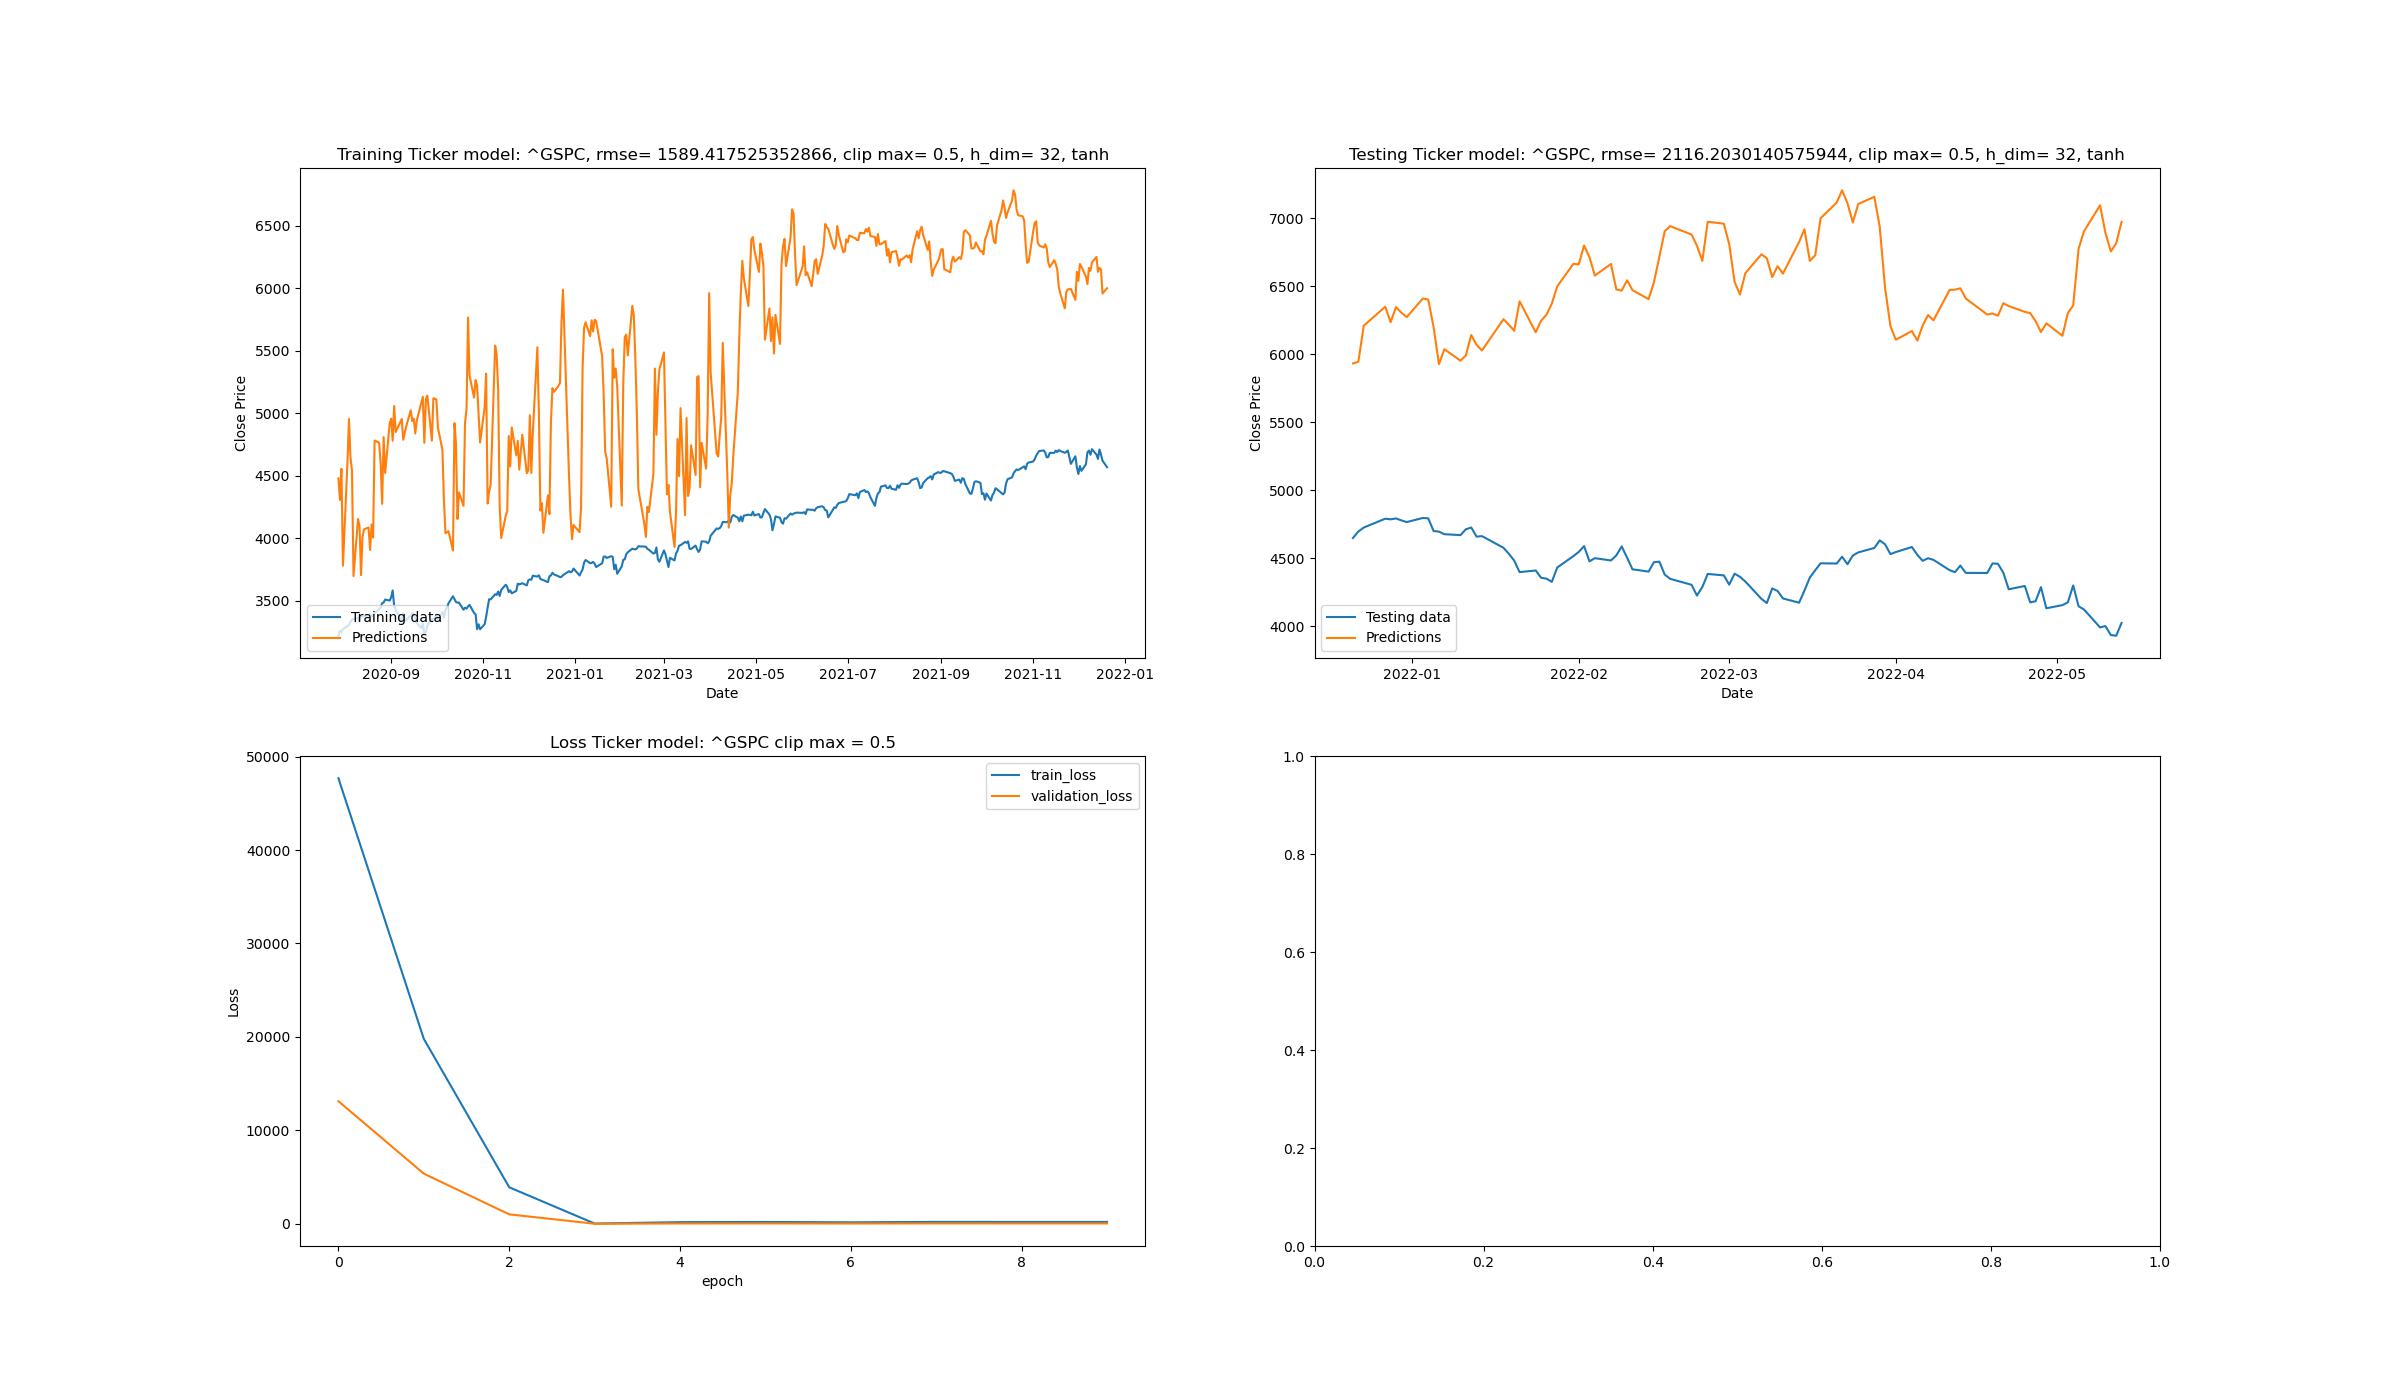 Training Ticker model: ^GSPC, rmse= 1589.417525352866, clip max= 0.5, h_dim= 32, tanh
6500
6000
5500
5000
4500
4000
3500
Close Price
Training data
Predictions
2020-09 2020-11 2021-01 2021-03 2021-05 2021-07 2021-09 2021-11 2022-01
Date
Testing Ticker model: ^GSPC, rmse= 2116.2030140575944, clip max= 0.5, h_dim= 32, tanh
7000
6500
6000
5500
5000
4500
4000
Close Price
Testing data
Predictions
2022-01 2022-02 2022-03 2022-04 2022-05
Date
Loss Ticker model: ^GSPC clip max = 0.5
50000
40000
30000
20000
10000
0
Loss
train_loss
validation_loss
0 2 4 6 8
epoch
1.0
0.8
0.6
0.4
0.2
0.0
0.0 0.2 0.4 0.6 0.8 1.0